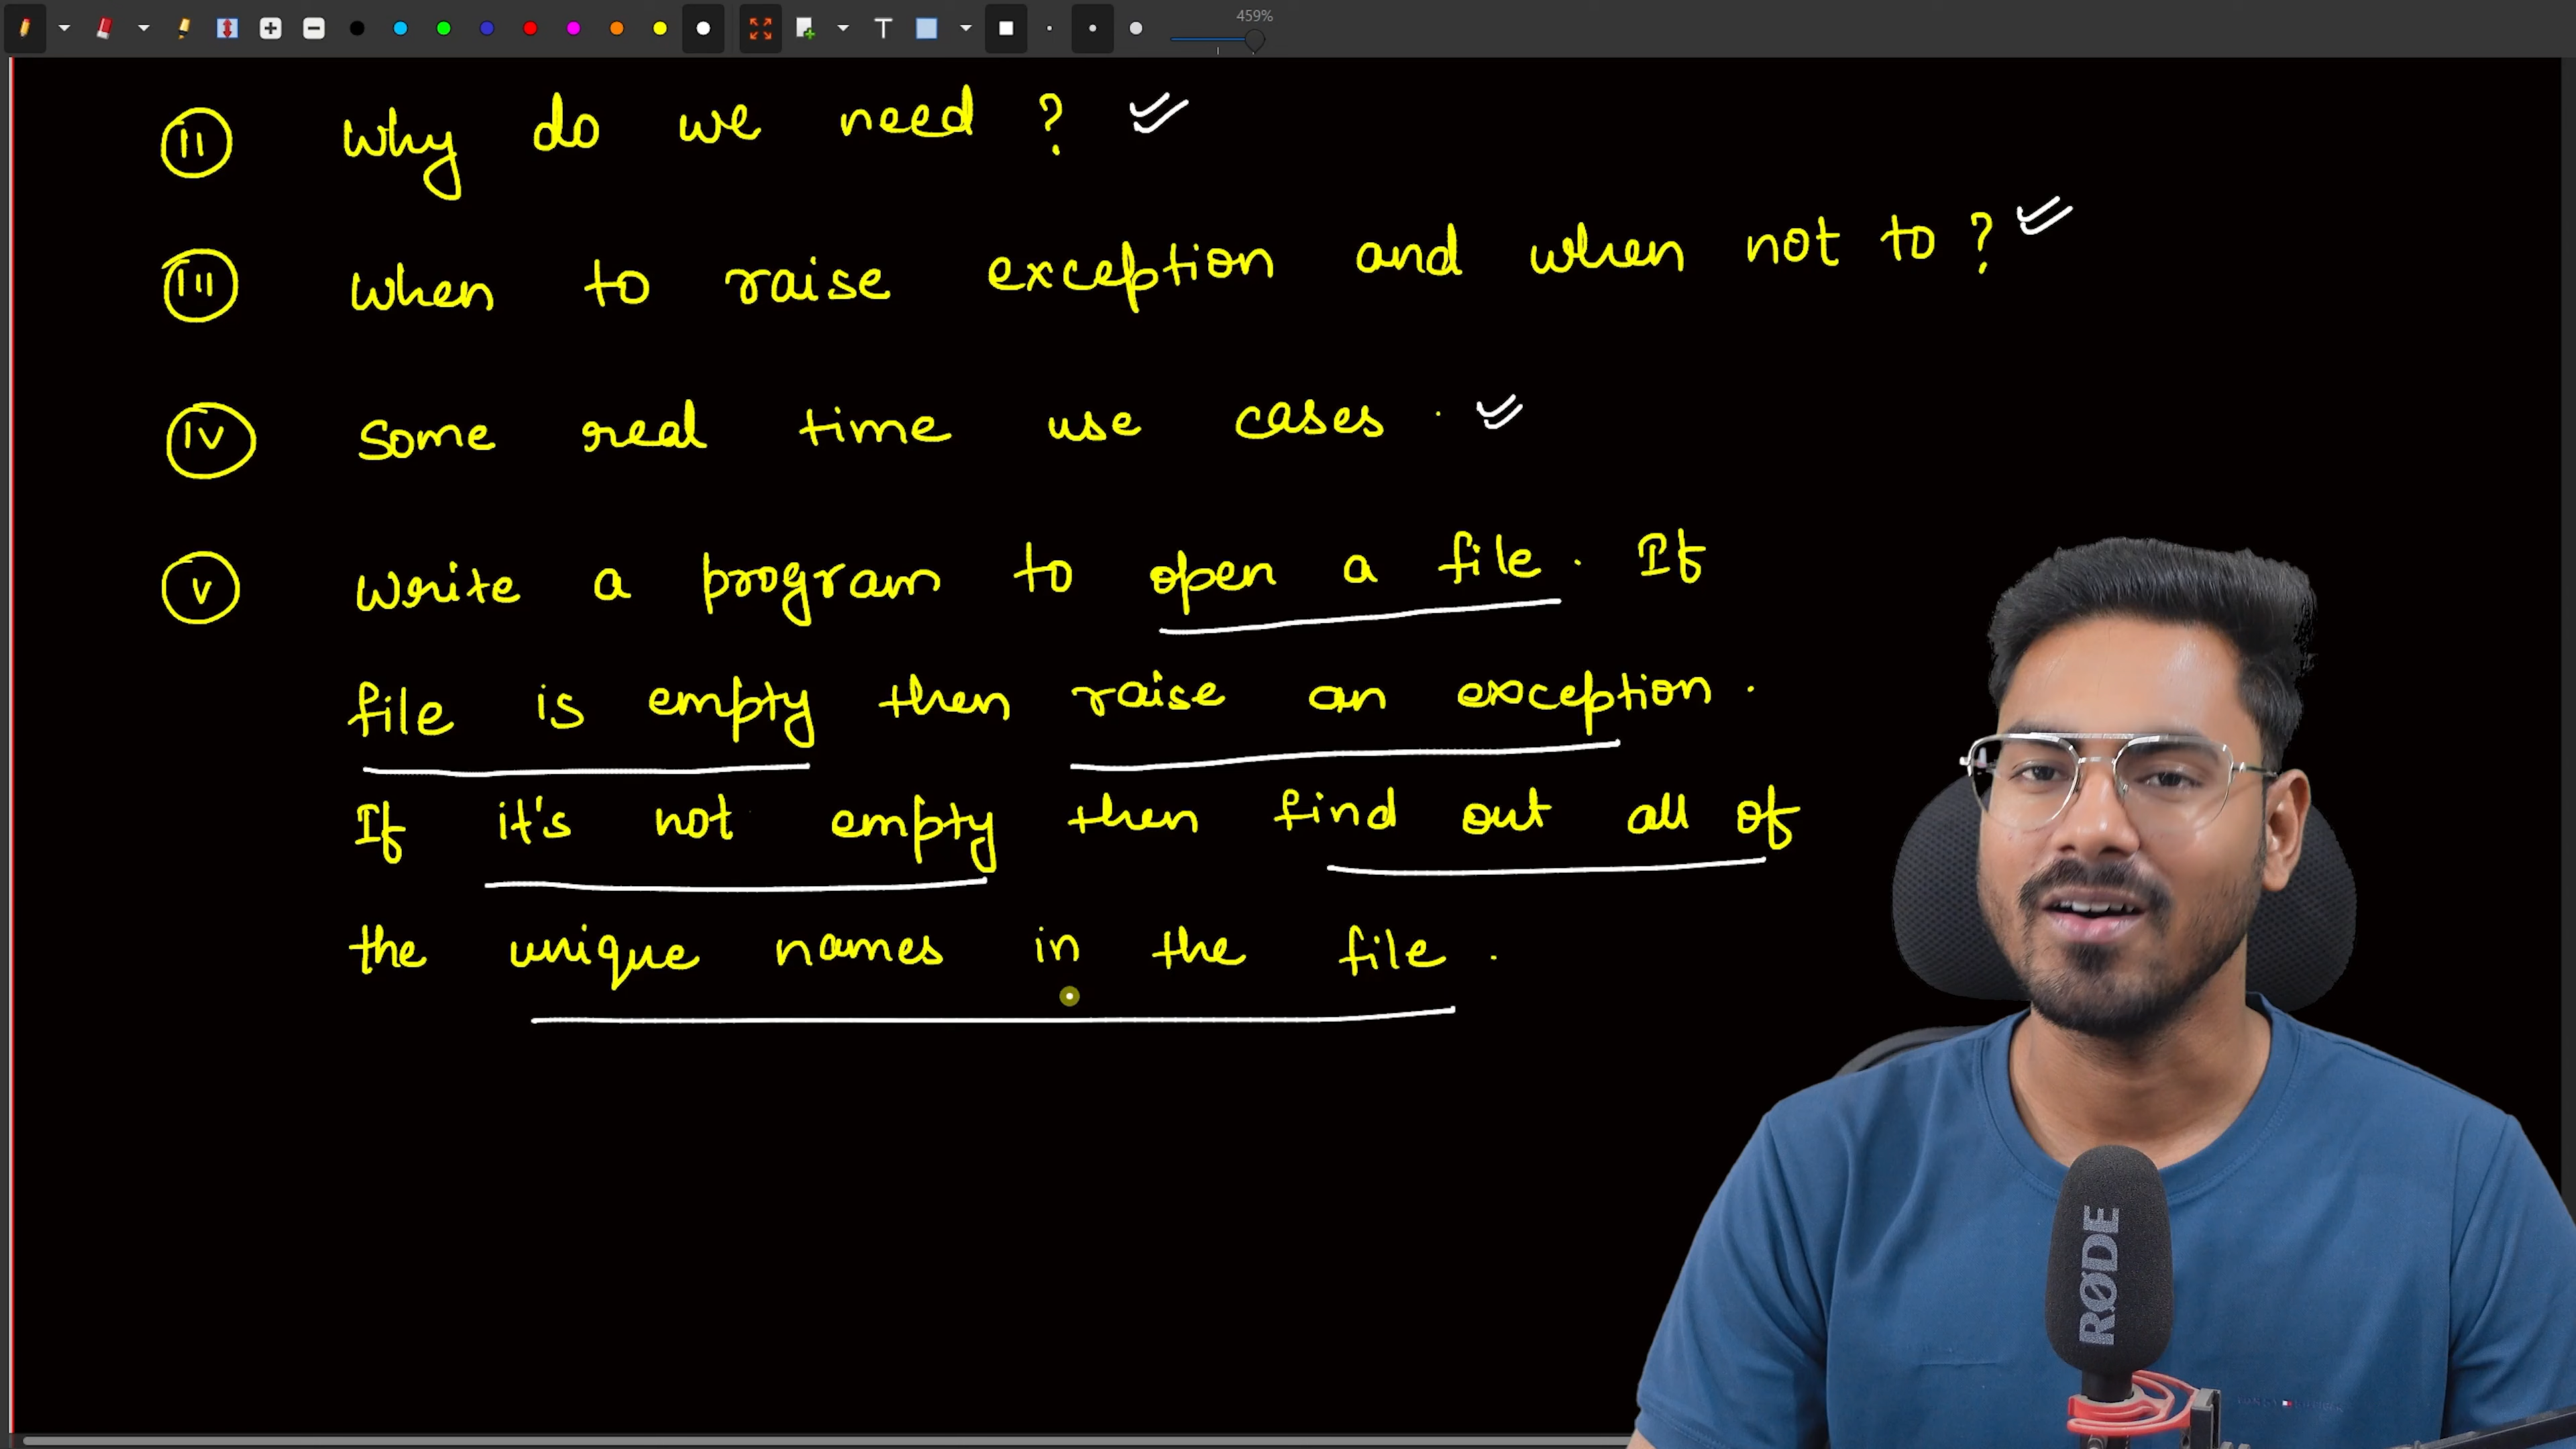 459%
ii why do we need ?
iii when to raise exception and when not to ?
iv some real time use cases .
v write a program to open a file . If
file is empty then raise an exception .
If it's not empty then find out all of
the unique names in the file .
RØDE